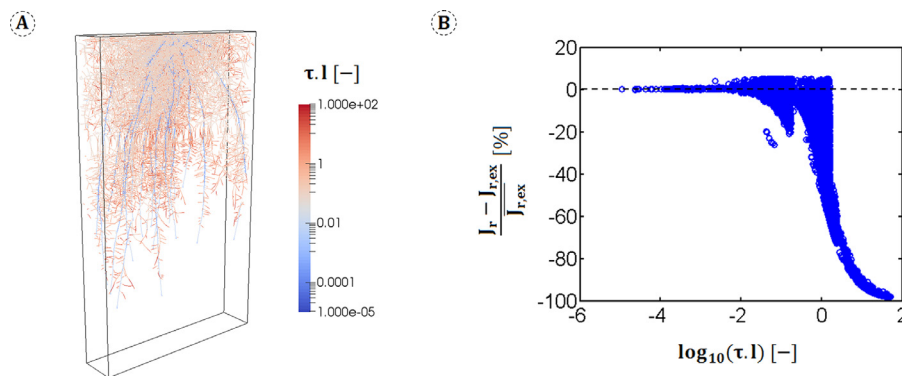 A
τ.l [−]
1.000e+02
1
0.01
0.0001
1.000e-05
B
20
0
-20
-40
-60
-80
-100
-6
-4
-2
0
2
J_r − J_r,ex
J_r,ex
[%]
log₁₀(τ.l) [−]